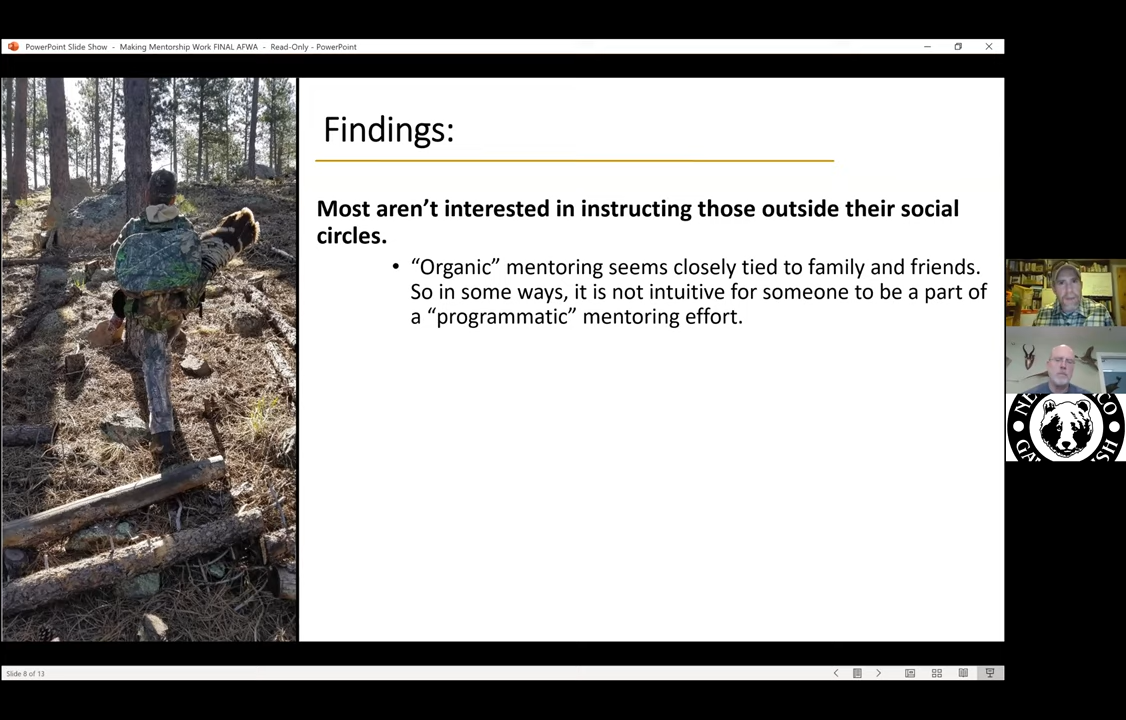 PowerPoint Slide Show - Making Mentorship Work FINAL AFWA - Read-Only - PowerPoint
Findings:
Most aren’t interested in instructing those outside their social
circles.
• “Organic” mentoring seems closely tied to family and friends.
So in some ways, it is not intuitive for someone to be a part of
a “programmatic” mentoring effort.
Slide 8 of 13